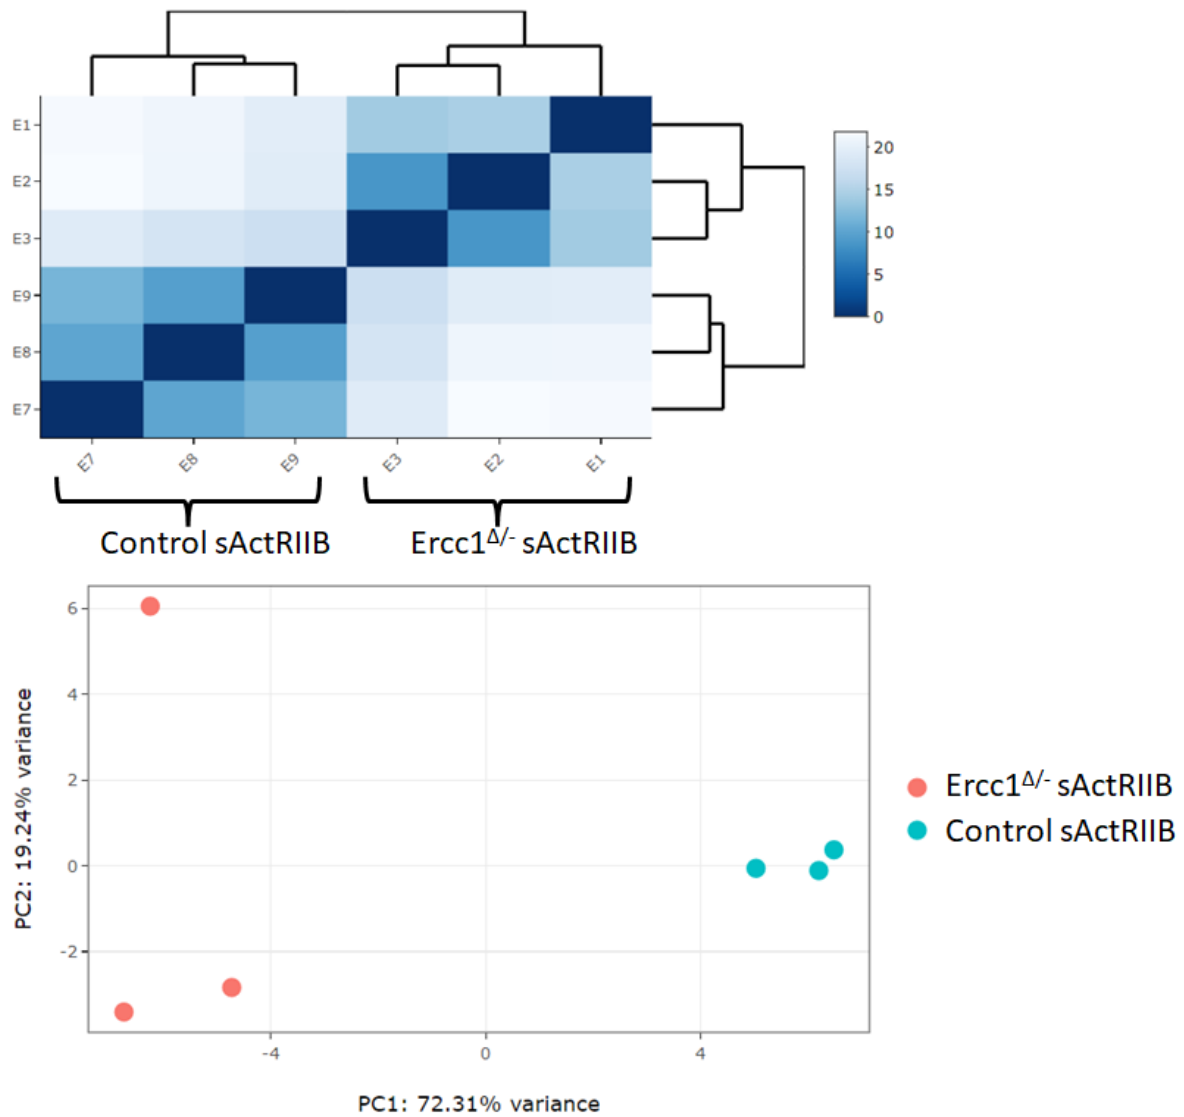 E1
E2
E3
E9
E8
E7
20
15
10
5
0
E7 E8 E9 E3 E2 E1
Control sActRIIB Ercc1Δ/- sActRIIB
6
4
2
0
-2
PC2: 19.24% variance
-4 0 4
PC1: 72.31% variance
Ercc1Δ/- sActRIIB
Control sActRIIB